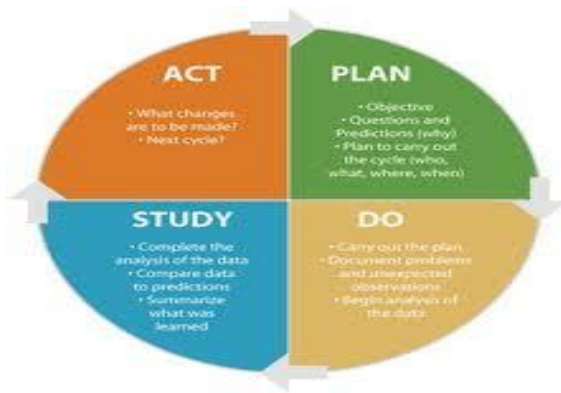 ACT
• What changes
are to be made?
• Next cycle?
PLAN
• Objective
• Questions and
Predictions (why)
• Plan to carry out
the cycle (who,
what, where, when)
STUDY
• Complete the
analysis of the data
• Compare data
to predictions
• Summarize
what was
learned
DO
• Carry out the plan
• Document problems
and unexpected
observations
• Begin analysis of
the data